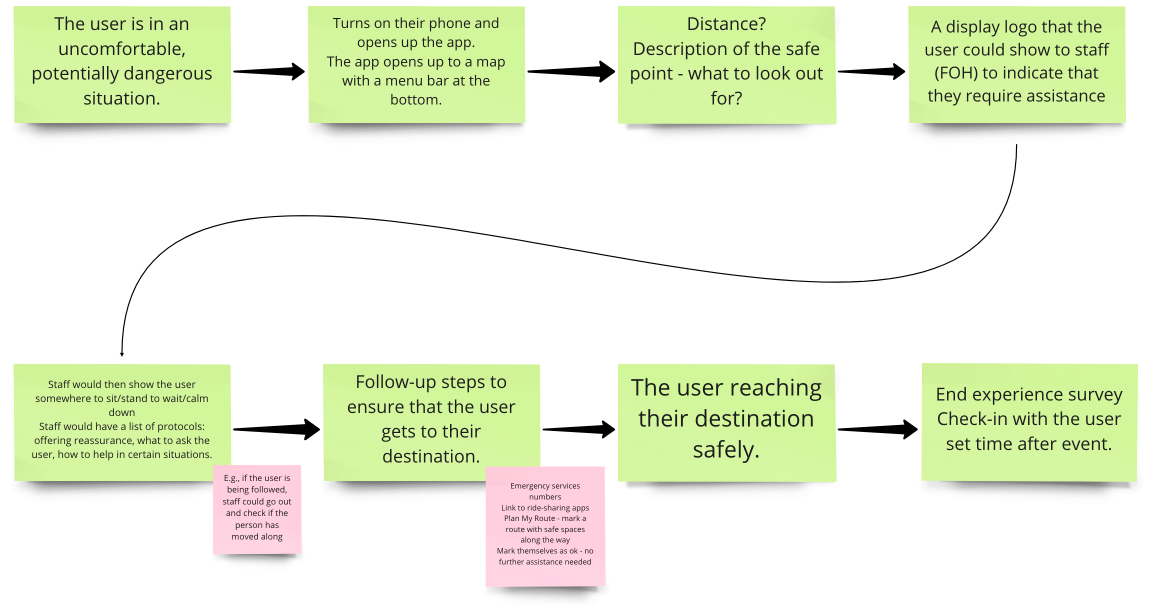 The user is in an
uncomfortable,
potentially dangerous
situation.
Turns on their phone and
opens up the app.
The app opens up to a map
with a menu bar at the
bottom.
Distance?
Description of the safe
point - what to look out
for?
A display logo that the
user could show to staff
(FOH) to indicate that
they require assistance
Staff would then show the user
somewhere to sit/stand to wait/calm
down
Staff would have a list of protocols:
offering reassurance, what to ask the
user, how to help in certain situations.
E.g., if the user is
being followed,
staff could go out
and check if the
person has
moved along
Follow-up steps to
ensure that the user
gets to their
destination.
Emergency services
numbers
Link to ride-sharing apps
Plan My Route - mark a
route with safe spaces
along the way
Mark themselves as ok - no
further assistance needed
The user reaching
their destination
safely.
End experience survey
Check-in with the user
set time after event.